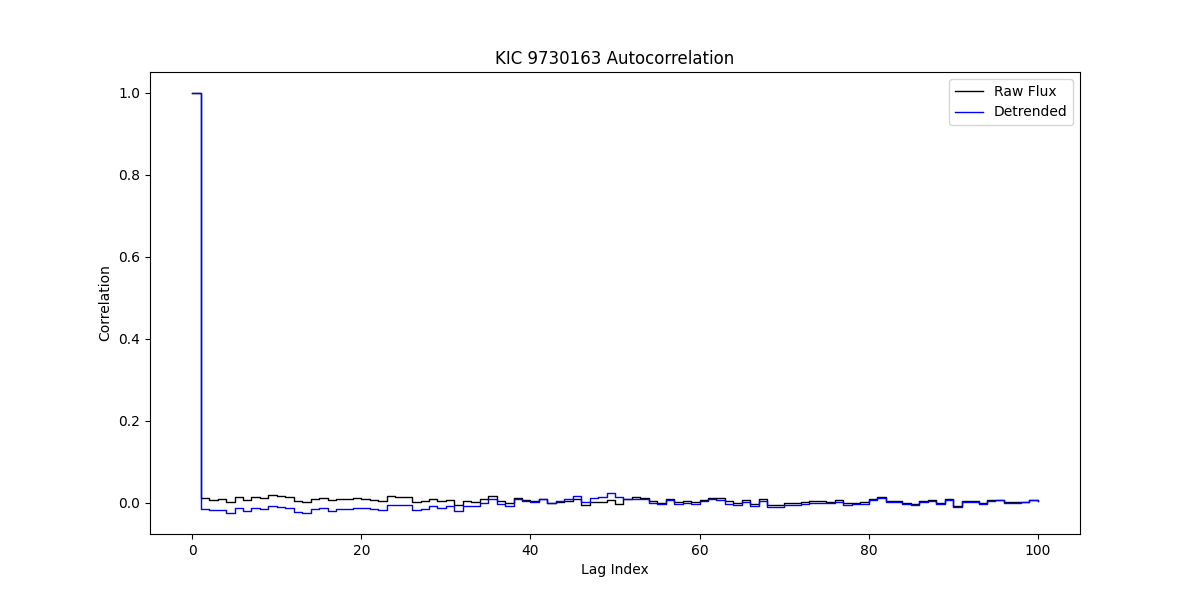 KIC 9730163 Autocorrelation
Raw Flux
Detrended
Correlation
1.0
0.8
0.6
0.4
0.2
0.0
0 20 40 60 80 100
Lag Index